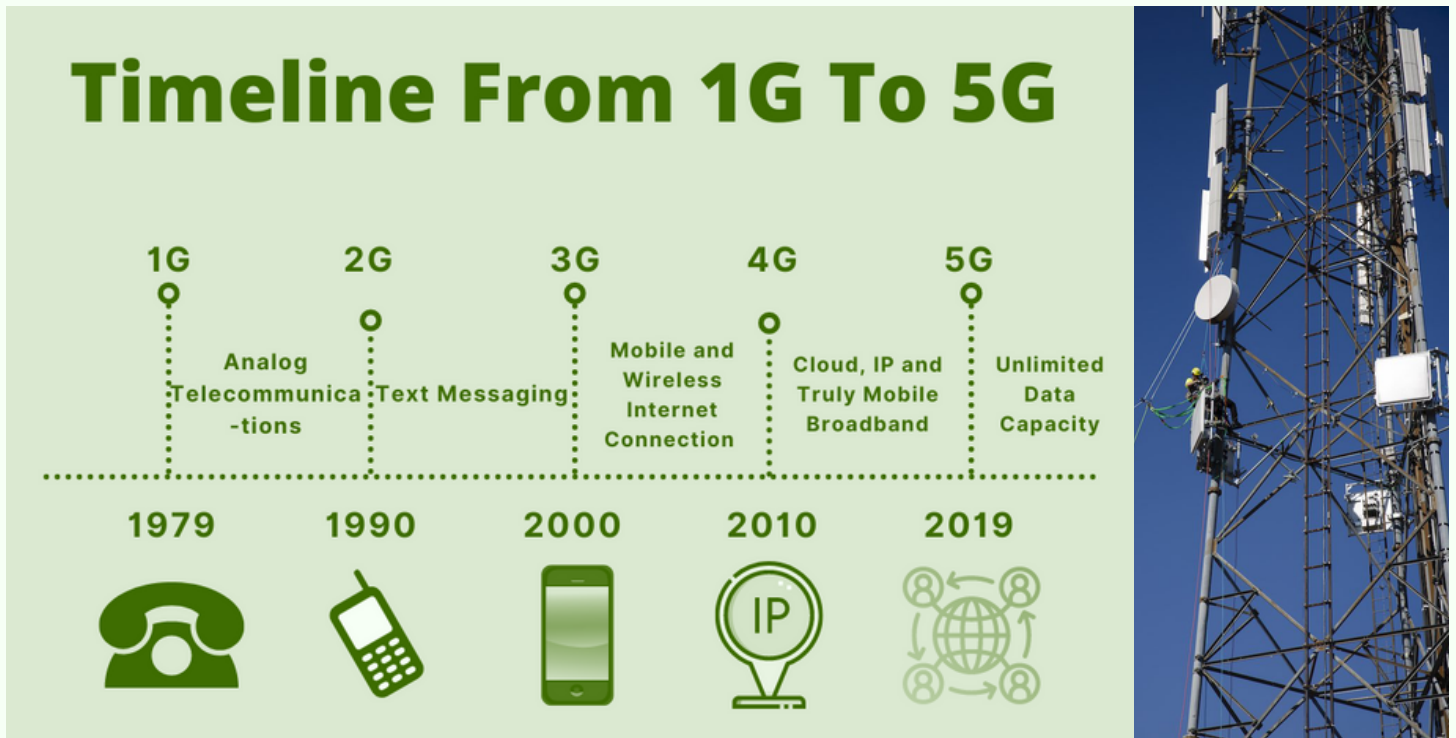 Timeline From 1G To 5G
1G
2G
3G
4G
5G
Analog
Telecommunica
-tions
Text Messaging
Mobile and
Wireless
Internet
Connection
Cloud, IP and
Truly Mobile
Broadband
Unlimited
Data
Capacity
1979
1990
2000
2010
2019
IP